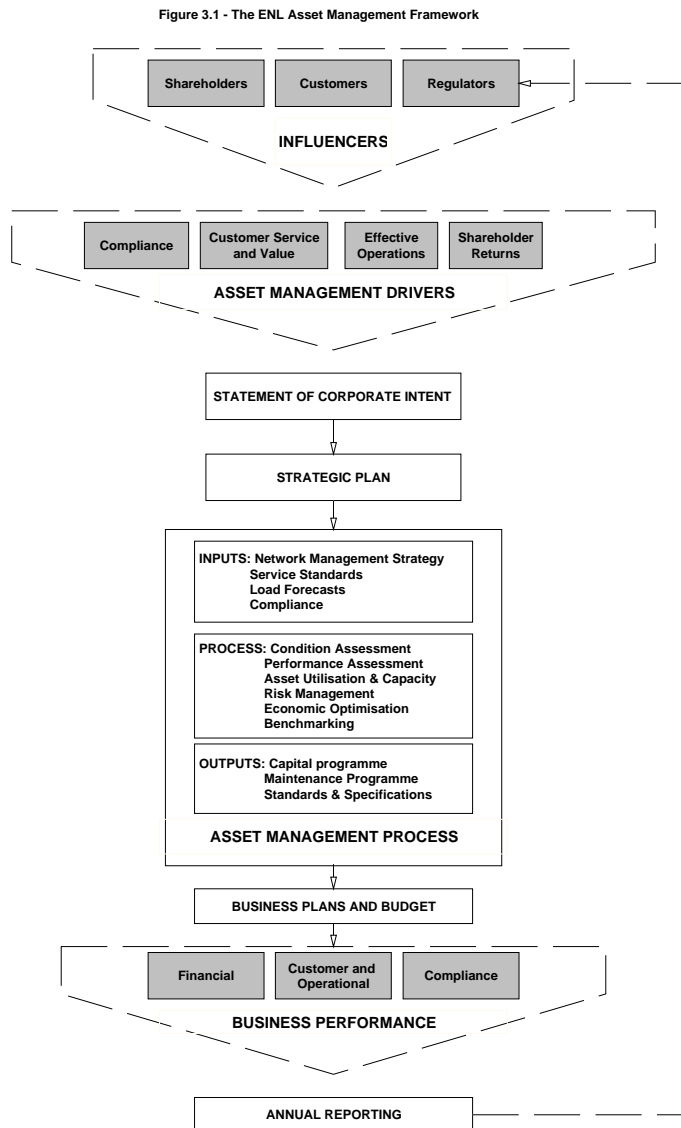 Figure 3.1 - The ENL Asset Management Framework
Shareholders
Customers
Regulators
INFLUENCERS
Compliance
Customer Service
and Value
Effective
Operations
Shareholder
Returns
ASSET MANAGEMENT DRIVERS
STATEMENT OF CORPORATE INTENT
STRATEGIC PLAN
INPUTS: Network Management Strategy
Service Standards
Load Forecasts
Compliance
PROCESS: Condition Assessment
Performance Assessment
Asset Utilisation & Capacity
Risk Management
Economic Optimisation
Benchmarking
OUTPUTS: Capital programme
Maintenance Programme
Standards & Specifications
ASSET MANAGEMENT PROCESS
BUSINESS PLANS AND BUDGET
Financial
Customer and
Operational
Compliance
BUSINESS PERFORMANCE
ANNUAL REPORTING